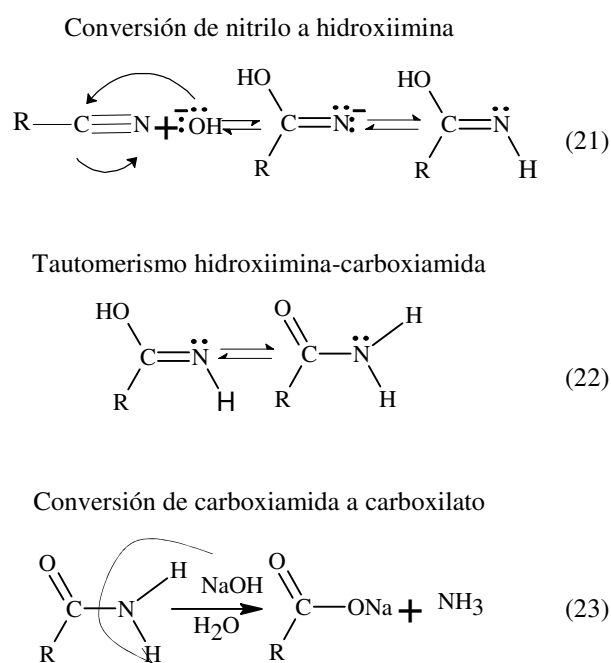 Conversión de nitrilo a hidroxiimina
HO HO
R C N + OH C N C N (21)
R R H
Tautomerismo hidroxiimina-carboxiamida
HO O H
C N C N
R H R H (22)
Conversión de carboxiamida a carboxilato
O H NaOH O
C N C ONa + NH3 (23)
R H H2O R